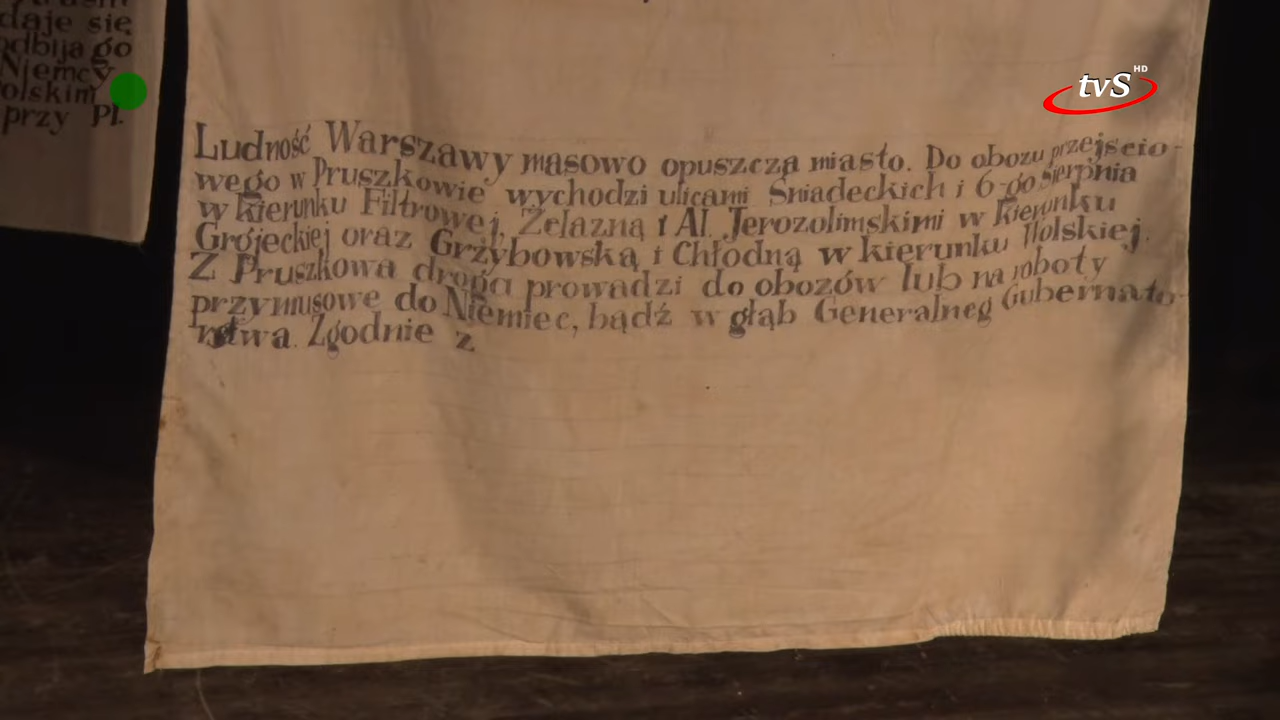 daje się
odbija go
Niemcy
olskim
przy Pl.
tvS HD
Ludność Warszawy masowo opuszcza miasto. Do obozu przejścio-
wego w Pruszkowie wychodzi ulicami Śniadeckich i 6-go Sierpnia
w kierunku Filtrowej, Żelazną i Al. Jerozolimskimi w kierunku
Grójeckiej oraz Grzybowską i Chłodną w kierunku Wolskiej.
Z Pruszkowa droga prowadzi do obozów lub na roboty
przymusowe do Niemiec, bądź w głąb Generalneg Gubernato-
rstwa. Zgodnie z